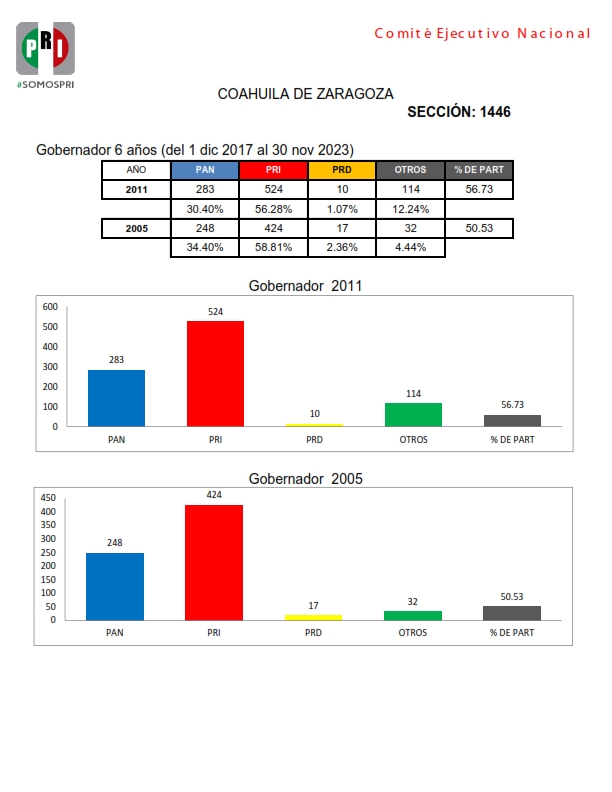 Comité Ejecutivo Nacional
PRI
#SOMOSPRI
COAHUILA DE ZARAGOZA
SECCIÓN: 1446
Gobernador 6 años (del 1 dic 2017 al 30 nov 2023)
AÑO PAN PRI PRD OTROS % DE PART
2011 283 524 10 114 56.73
30.40% 56.28% 1.07% 12.24%
2005 248 424 17 32 50.53
34.40% 58.81% 2.36% 4.44%
Gobernador 2011
600
500
400
300
200
100
0
283
524
10
114
56.73
PAN PRI PRD OTROS % DE PART
Gobernador 2005
450
400
350
300
250
200
150
100
50
0
248
424
17
32
50.53
PAN PRI PRD OTROS % DE PART